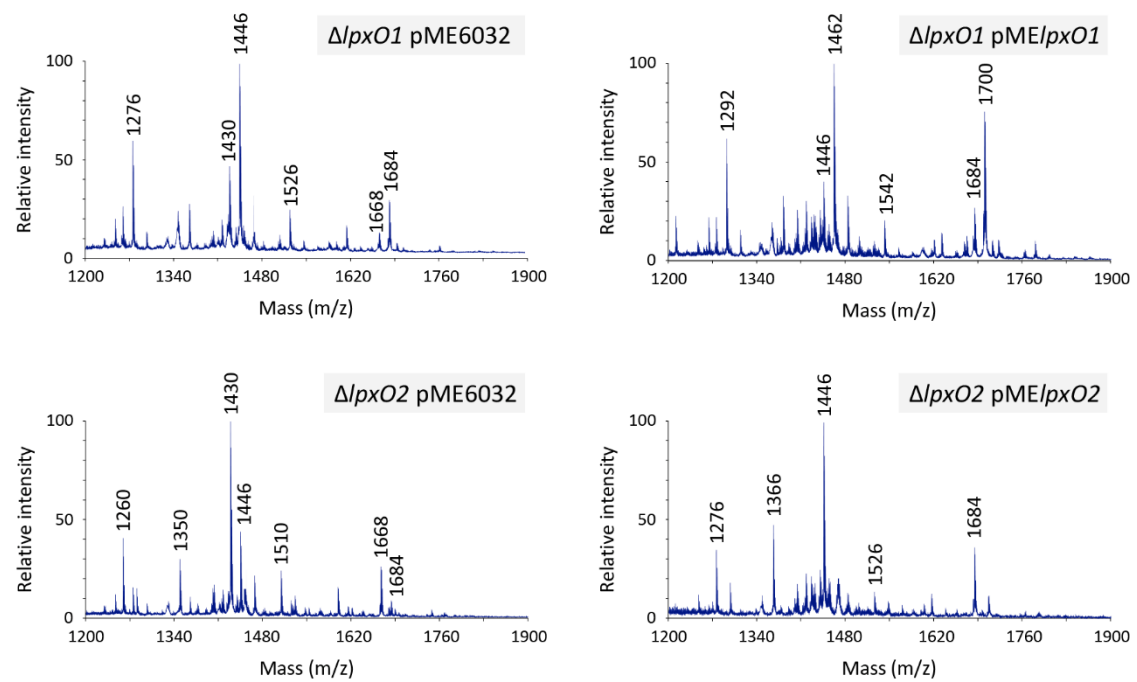 ΔlpxO1 pME6032
Relative intensity
100
50
0
1276
1430
1446
1526
1668
1684
1200 1340 1480 1620 1760 1900
Mass (m/z)
ΔlpxO1 pMElpxO1
Relative intensity
100
50
0
1292
1446
1462
1542
1684
1700
1200 1340 1480 1620 1760 1900
Mass (m/z)
ΔlpxO2 pME6032
Relative intensity
100
50
0
1260
1350
1430
1446
1510
1668
1684
1200 1340 1480 1620 1760 1900
Mass (m/z)
ΔlpxO2 pMElpxO2
Relative intensity
100
50
0
1276
1366
1446
1526
1684
1200 1340 1480 1620 1760 1900
Mass (m/z)